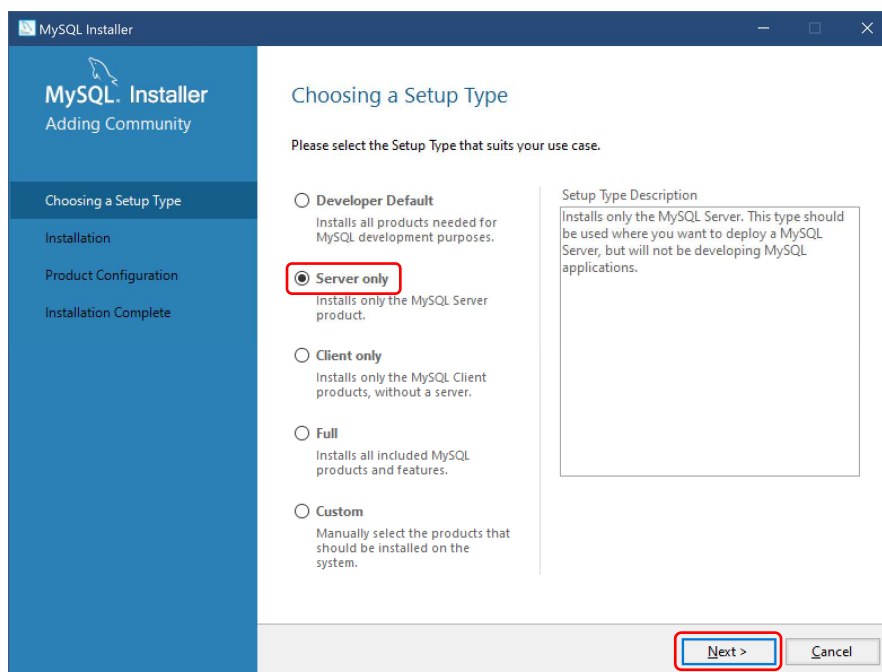 MySQL Installer
MySQL. Installer
Adding Community
Choosing a Setup Type
Installation
Product Configuration
Installation Complete
Choosing a Setup Type
Please select the Setup Type that suits your use case.
Developer Default
Installs all products needed for
MySQL development purposes.
Server only
Installs only the MySQL Server
product.
Client only
Installs only the MySQL Client
products, without a server.
Full
Installs all included MySQL
products and features.
Custom
Manually select the products that
should be installed on the
system.
Setup Type Description
Installs only the MySQL Server. This type should
be used where you want to deploy a MySQL
Server, but will not be developing MySQL
applications.
Next >
Cancel